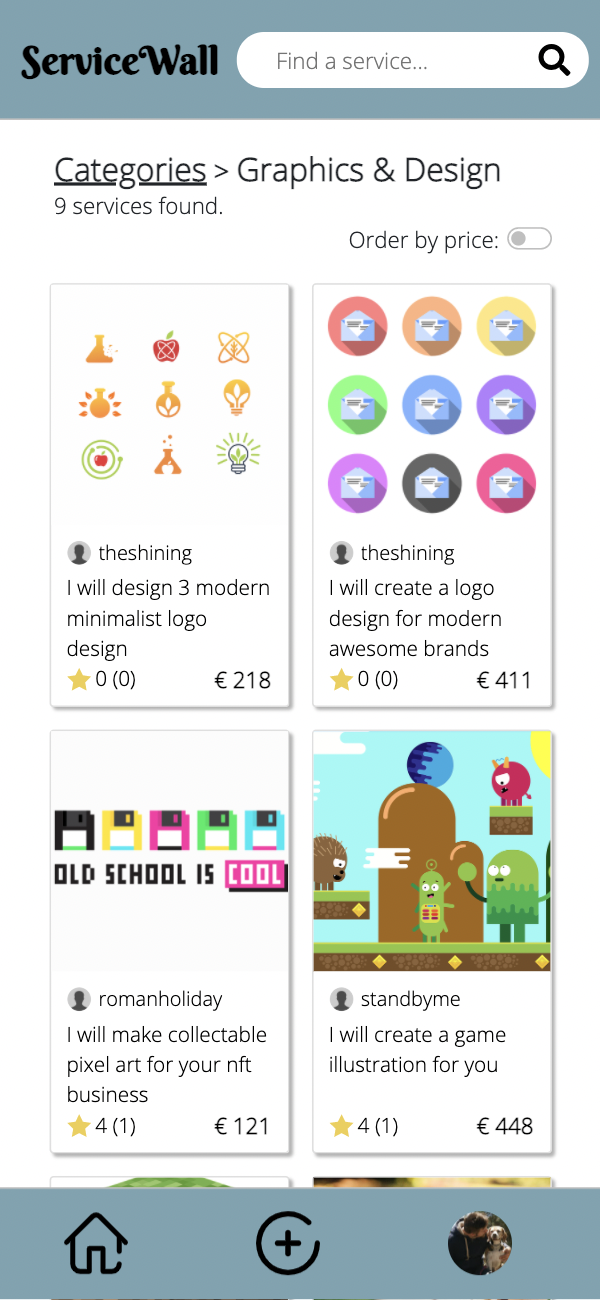 ServiceWall
Find a service...
Categories > Graphics & Design
9 services found.
Order by price:
theshining
I will design 3 modern
minimalist logo
design
0 (0)
€ 218
theshining
I will create a logo
design for modern
awesome brands
0 (0)
€ 411
OLD SCHOOL IS COOL
romanholiday
I will make collectable
pixel art for your nft
business
4 (1)
€ 121
standbyme
I will create a game
illustration for you
4 (1)
€ 448